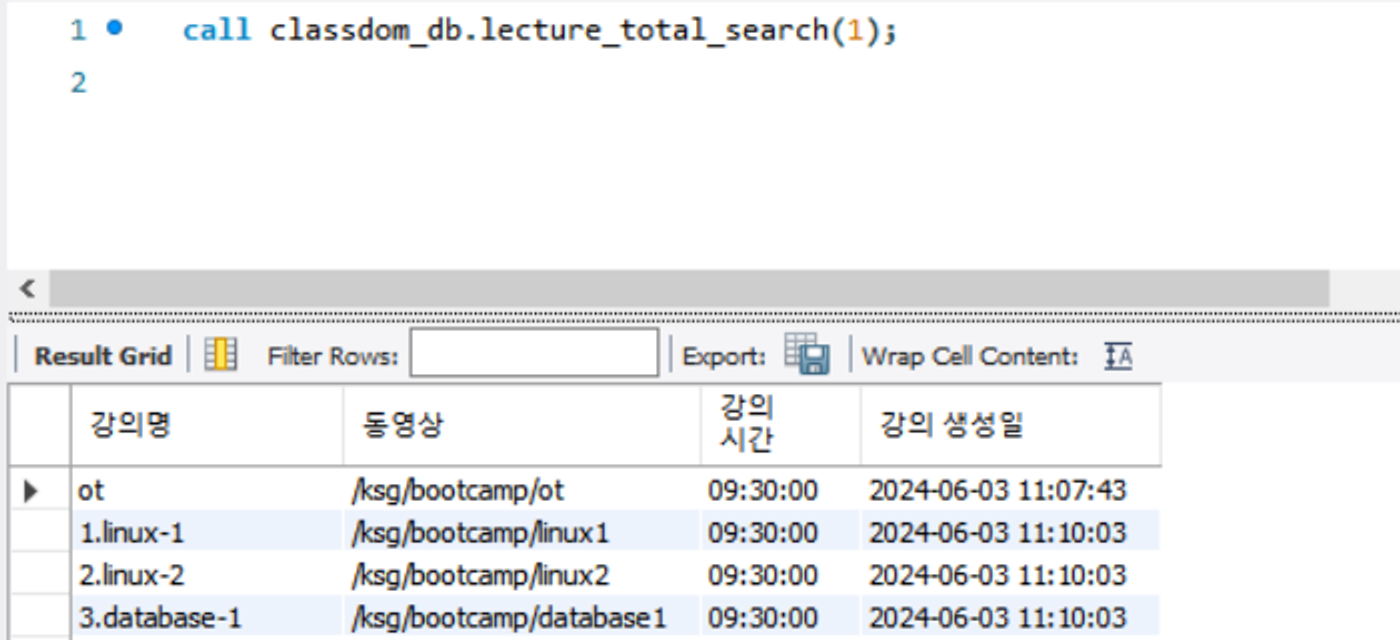 1 call classdom_db.lecture_total_search(1);
2
Result Grid Filter Rows: Export: Wrap Cell Content:
강의명 동영상 강의 시간 강의 생성일
ot /ksg/bootcamp/ot 09:30:00 2024-06-03 11:07:43
1.linux-1 /ksg/bootcamp/linux1 09:30:00 2024-06-03 11:10:03
2.linux-2 /ksg/bootcamp/linux2 09:30:00 2024-06-03 11:10:03
3.database-1 /ksg/bootcamp/database1 09:30:00 2024-06-03 11:10:03